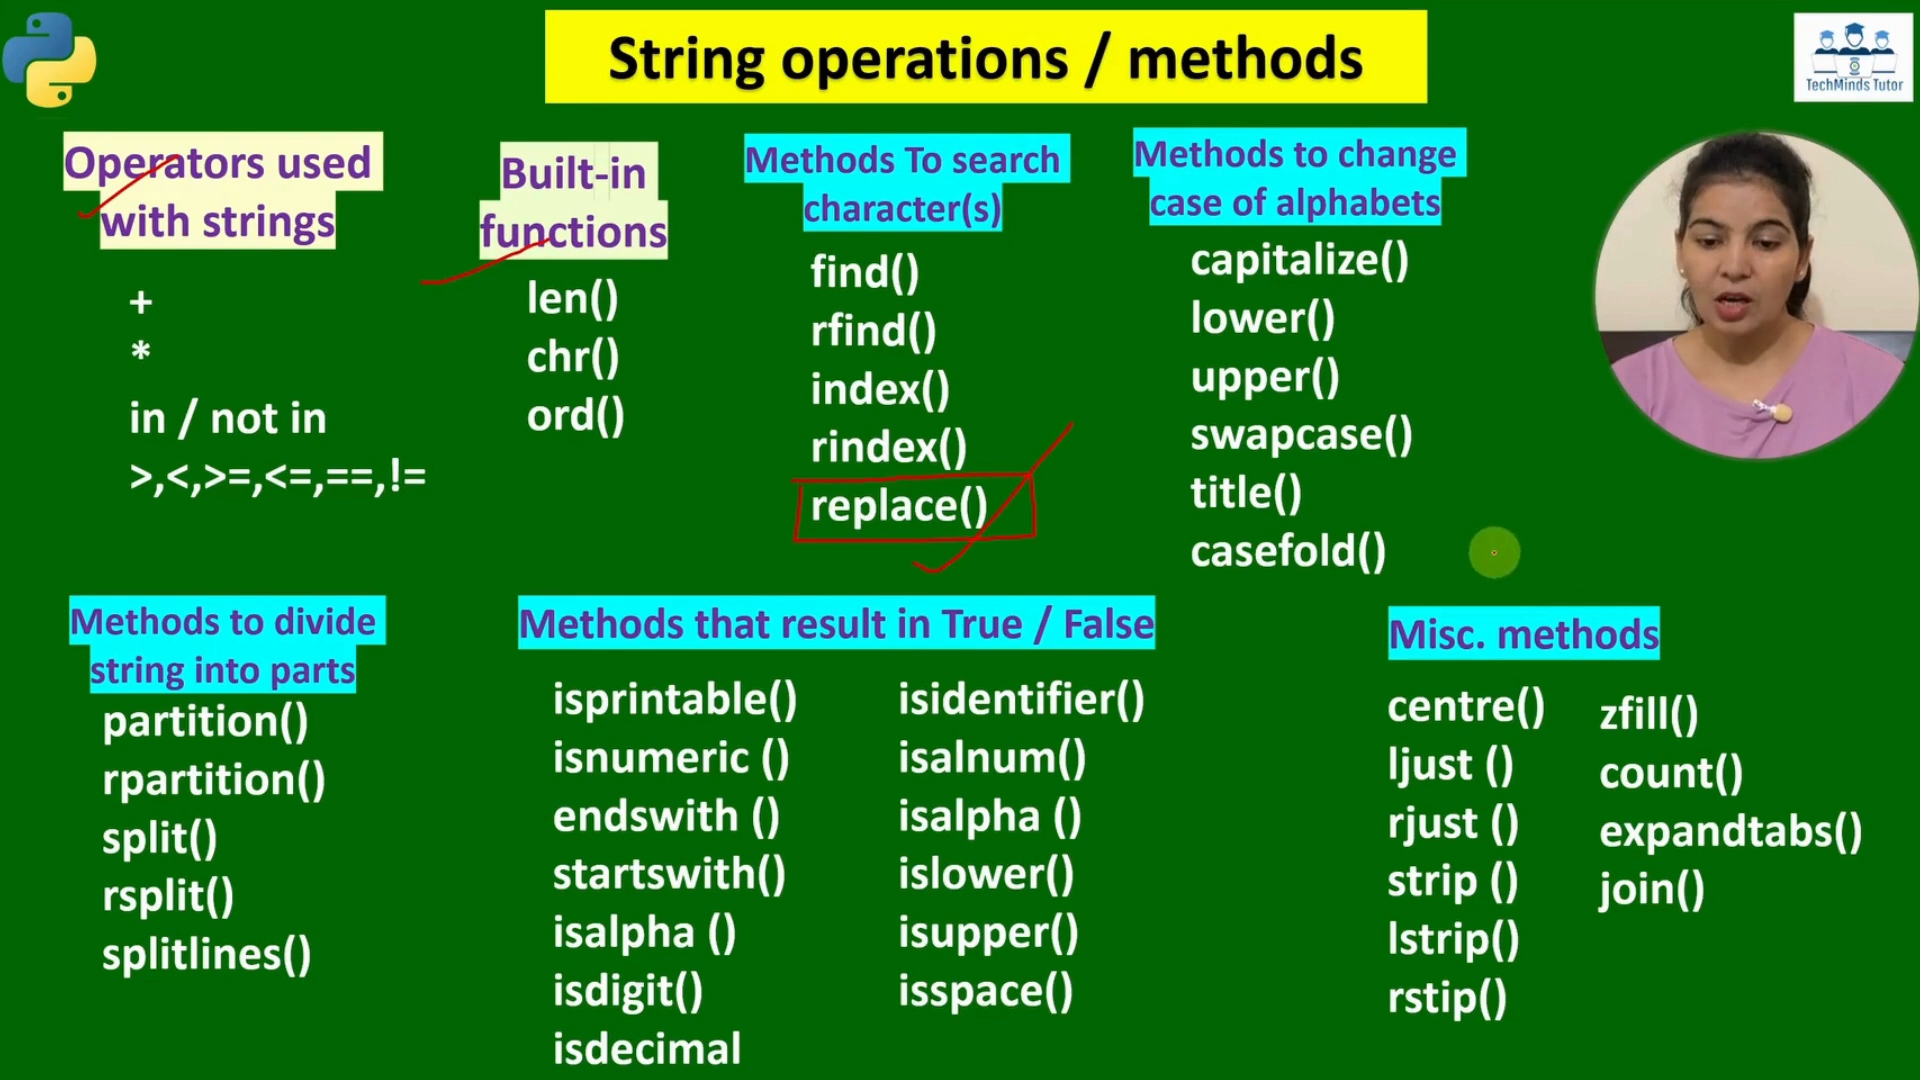 String operations / methods
TechMinds Tutor
Operators used
with strings
+
*
in / not in
>,<,>=,<=,==,!=
Built-in
functions
len()
chr()
ord()
Methods To search
character(s)
find()
rfind()
index()
rindex()
replace()
Methods to change
case of alphabets
capitalize()
lower()
upper()
swapcase()
title()
casefold()
Methods to divide
string into parts
partition()
rpartition()
split()
rsplit()
splitlines()
Methods that result in True / False
isprintable()
isnumeric ()
endswith ()
startswith()
isalpha ()
isdigit()
isdecimal
isidentifier()
isalnum()
isalpha ()
islower()
isupper()
isspace()
Misc. methods
centre()
ljust ()
rjust ()
strip ()
lstrip()
rstip()
zfill()
count()
expandtabs()
join()